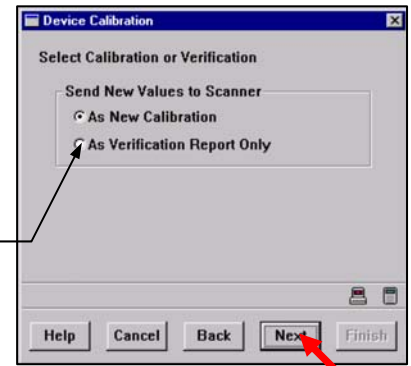 Device Calibration
Select Calibration or Verification
Send New Values to Scanner
As New Calibration
As Verification Report Only
Help Cancel Back Next Finish